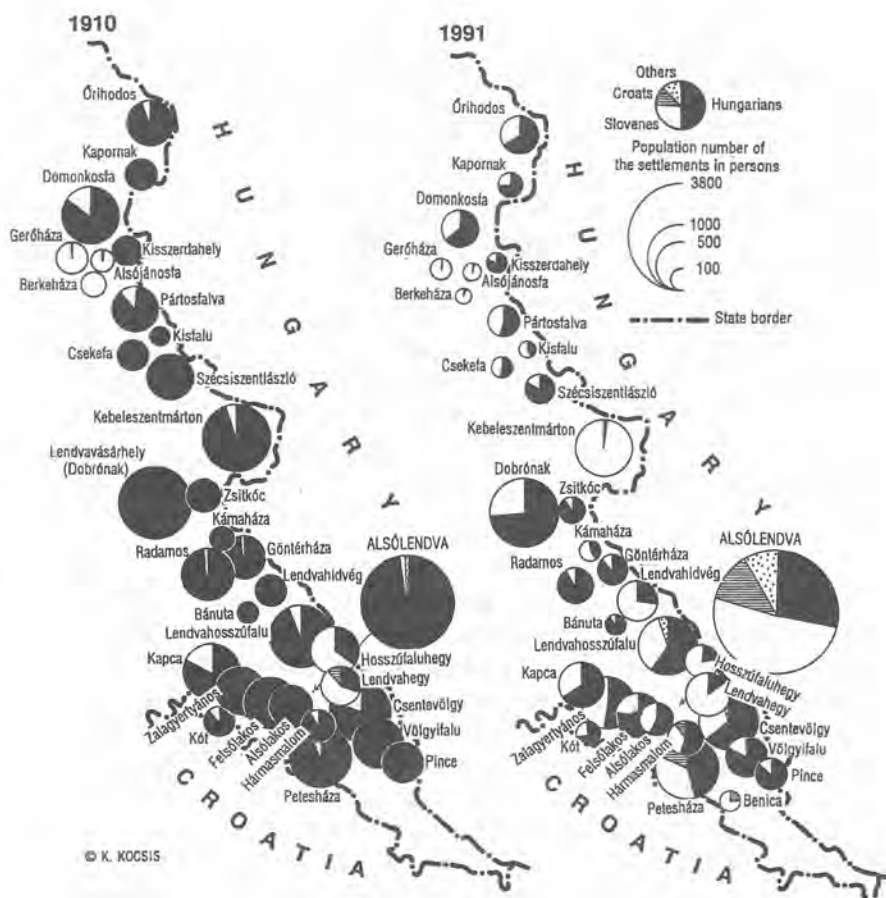 1910
Őrihodos
Kapornak
Domonkosfa
Gerőháza
Kisszerdahely
Alsójánosfa
Berkeháza
Pártosfalva
Kisfalu
Csekefa
Szécsiszentlászló
Kebeleszentmárton
Lendvavásárhely
(Dobrónak)
Zsitkóc
Kámaháza
Radamos
Göntérháza
Lendvahidvég
ALSÓLENDVA
Bánuta
Lendvahosszúfalu
Hosszúfaluhegy
Kapca
Lendvahegy
Zalagyertyános
Csentevölgy
Kót
Felsőlakos
Alsólakos
Völgyifalu
Hármasmalom
Pince
Petesháza
HUNGARY
CROATIA
© K. KOCSIS
1991
Őrihodos
Kapornak
Domonkosfa
Gerőháza
Kisszerdahely
Alsójánosfa
Berkeháza
Pártosfalva
Kisfalu
Csekefa
Szécsiszentlászló
Kebeleszentmárton
Dobrónak
Zsitkóc
Kámaháza
Radamos
Göntérháza
Lendvahidvég
ALSÓLENDVA
Bánuta
Lendvahosszúfalu
Hosszúfaluhegy
Kapca
Lendvahegy
Zalagyertyános
Csentevölgy
Kót
Felsőlakos
Alsólakos
Völgyifalu
Hármasmalom
Pince
Petesháza
Benica
HUNGARY
CROATIA
Others
Croats
Hungarians
Slovenes
Population number of
the settlements in persons
3800
1000
500
100
State border